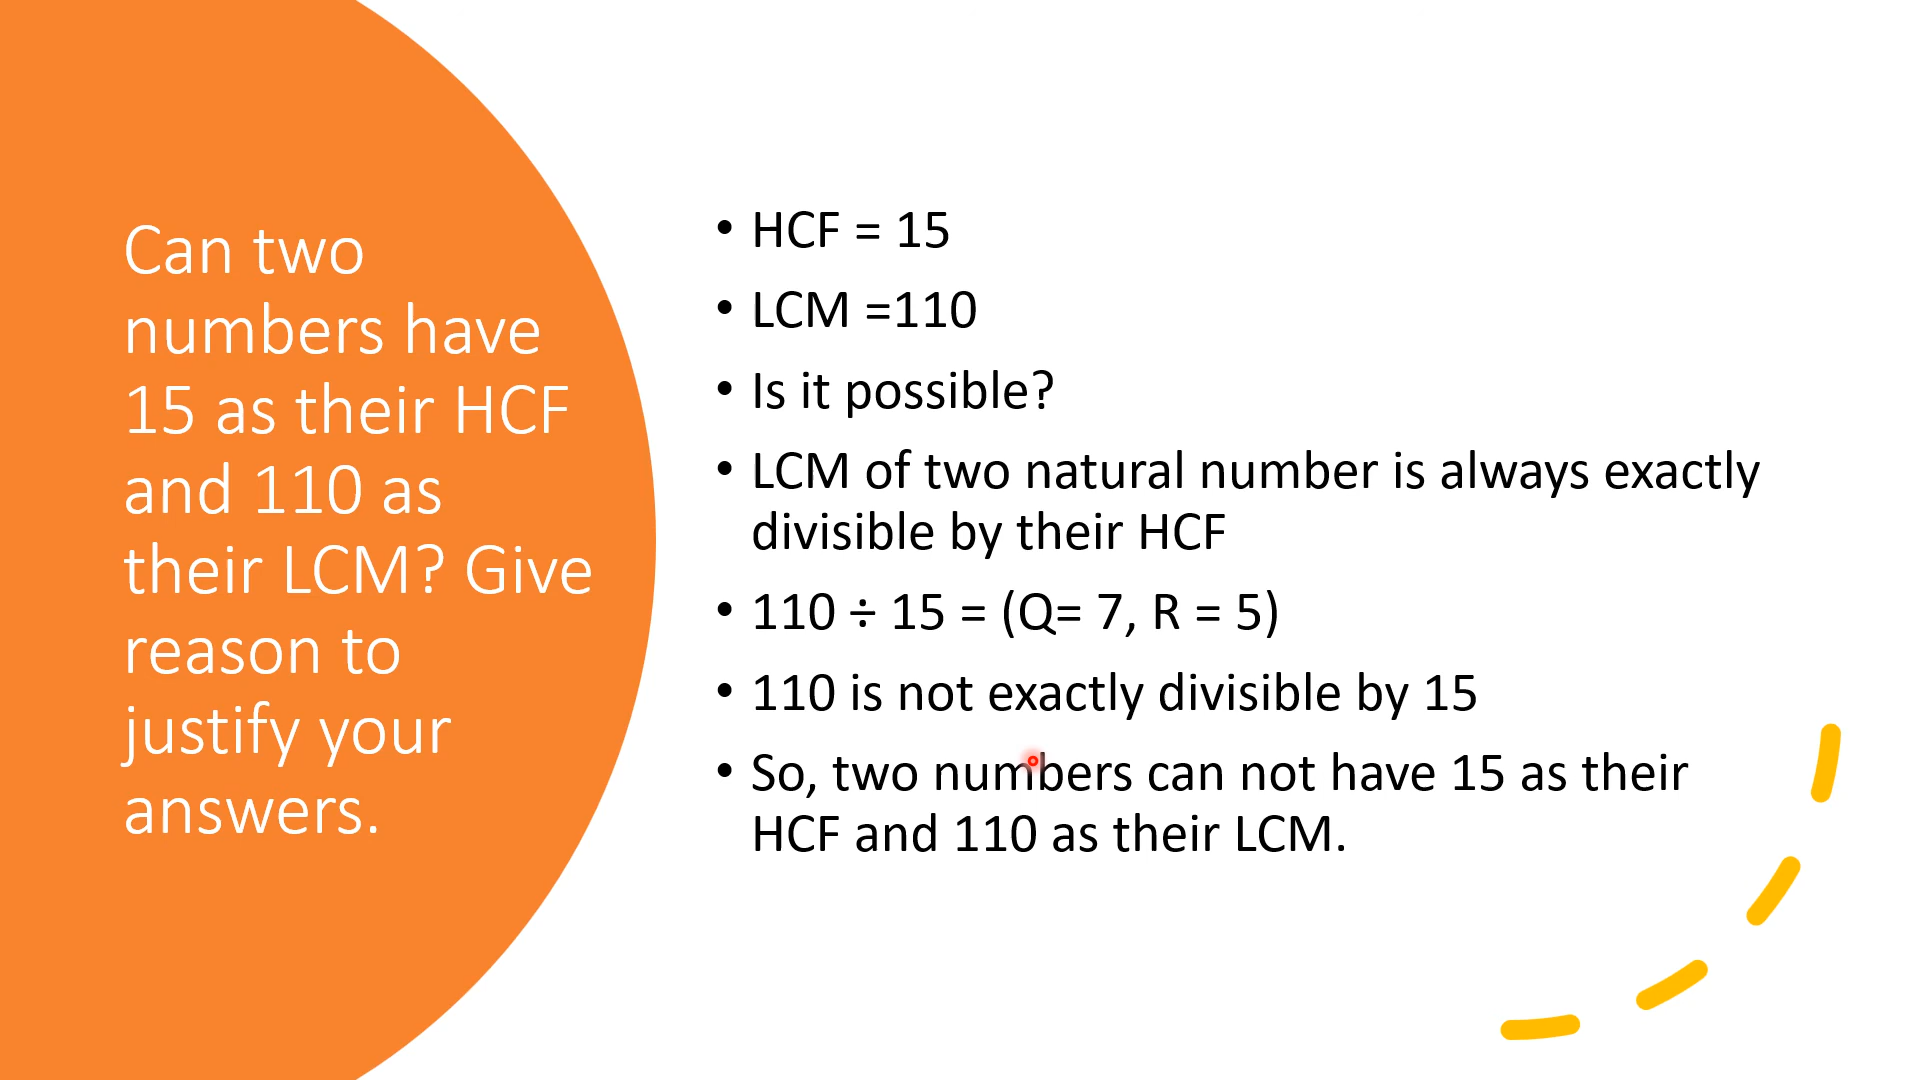 Can two
numbers have
15 as their HCF
and 110 as
their LCM? Give
reason to
justify your
answers.
• HCF = 15
• LCM =110
• Is it possible?
• LCM of two natural number is always exactly
divisible by their HCF
• 110 ÷ 15 = (Q= 7, R = 5)
• 110 is not exactly divisible by 15
• So, two numbers can not have 15 as their
HCF and 110 as their LCM.